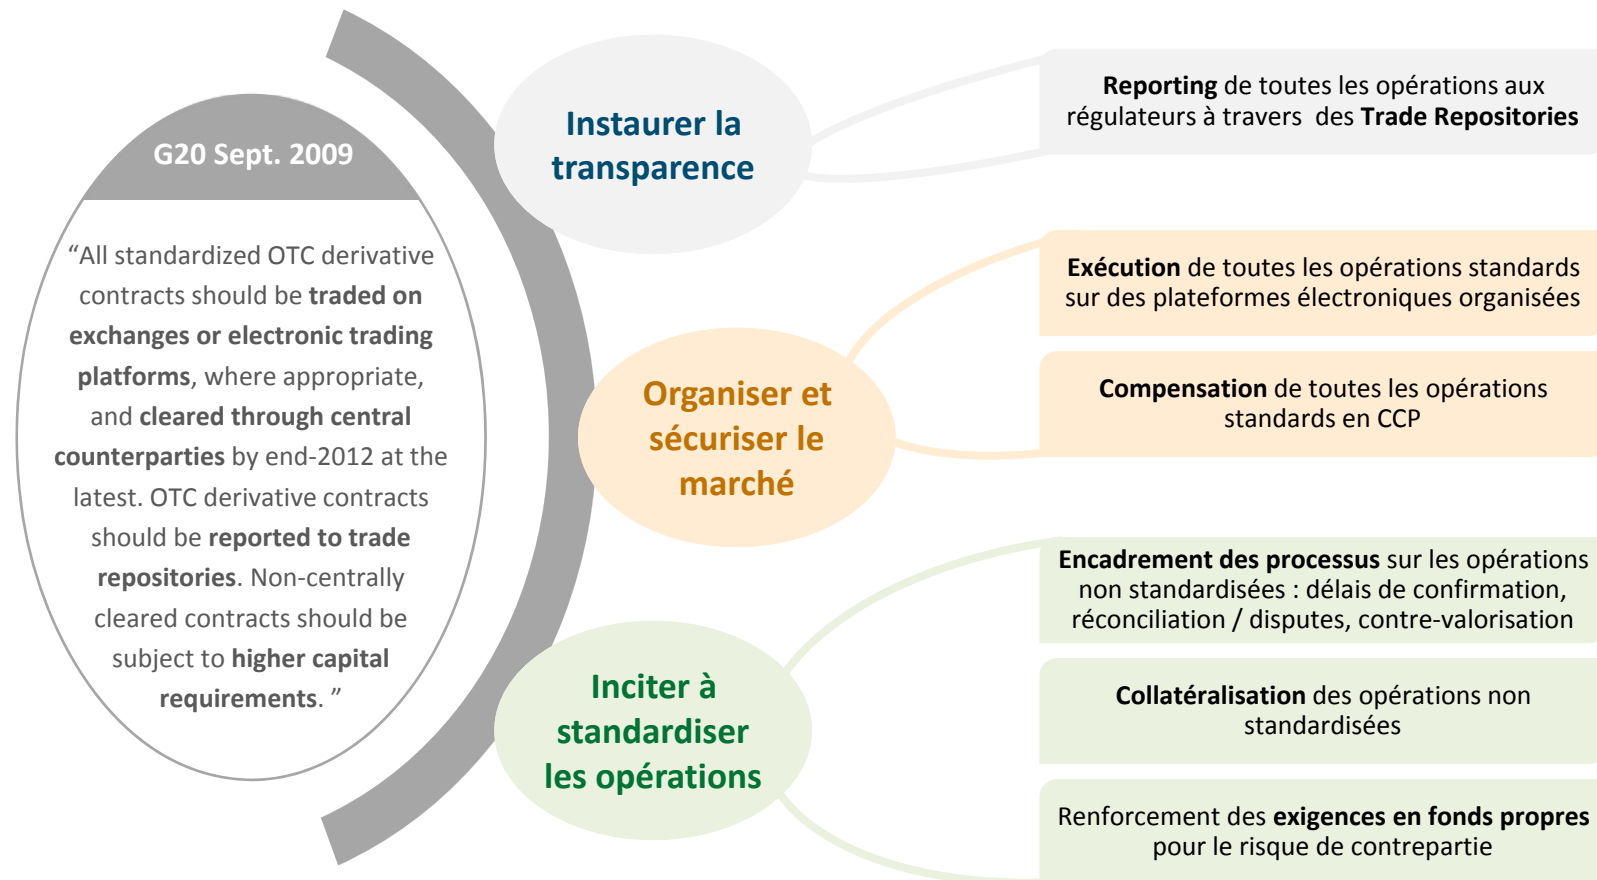 G20 Sept. 2009
“All standardized OTC derivative
contracts should be traded on
exchanges or electronic trading
platforms, where appropriate,
and cleared through central
counterparties by end-2012 at the
latest. OTC derivative contracts
should be reported to trade
repositories. Non-centrally
cleared contracts should be
subject to higher capital
requirements. ”
Instaurer la
transparence
Reporting de toutes les opérations aux
régulateurs à travers des Trade Repositories
Organiser et
sécuriser le
marché
Exécution de toutes les opérations standards
sur des plateformes électroniques organisées
Compensation de toutes les opérations
standards en CCP
Inciter à
standardiser
les opérations
Encadrement des processus sur les opérations
non standardisées : délais de confirmation,
réconciliation / disputes, contre-valorisation
Collatéralisation des opérations non
standardisées
Renforcement des exigences en fonds propres
pour le risque de contrepartie